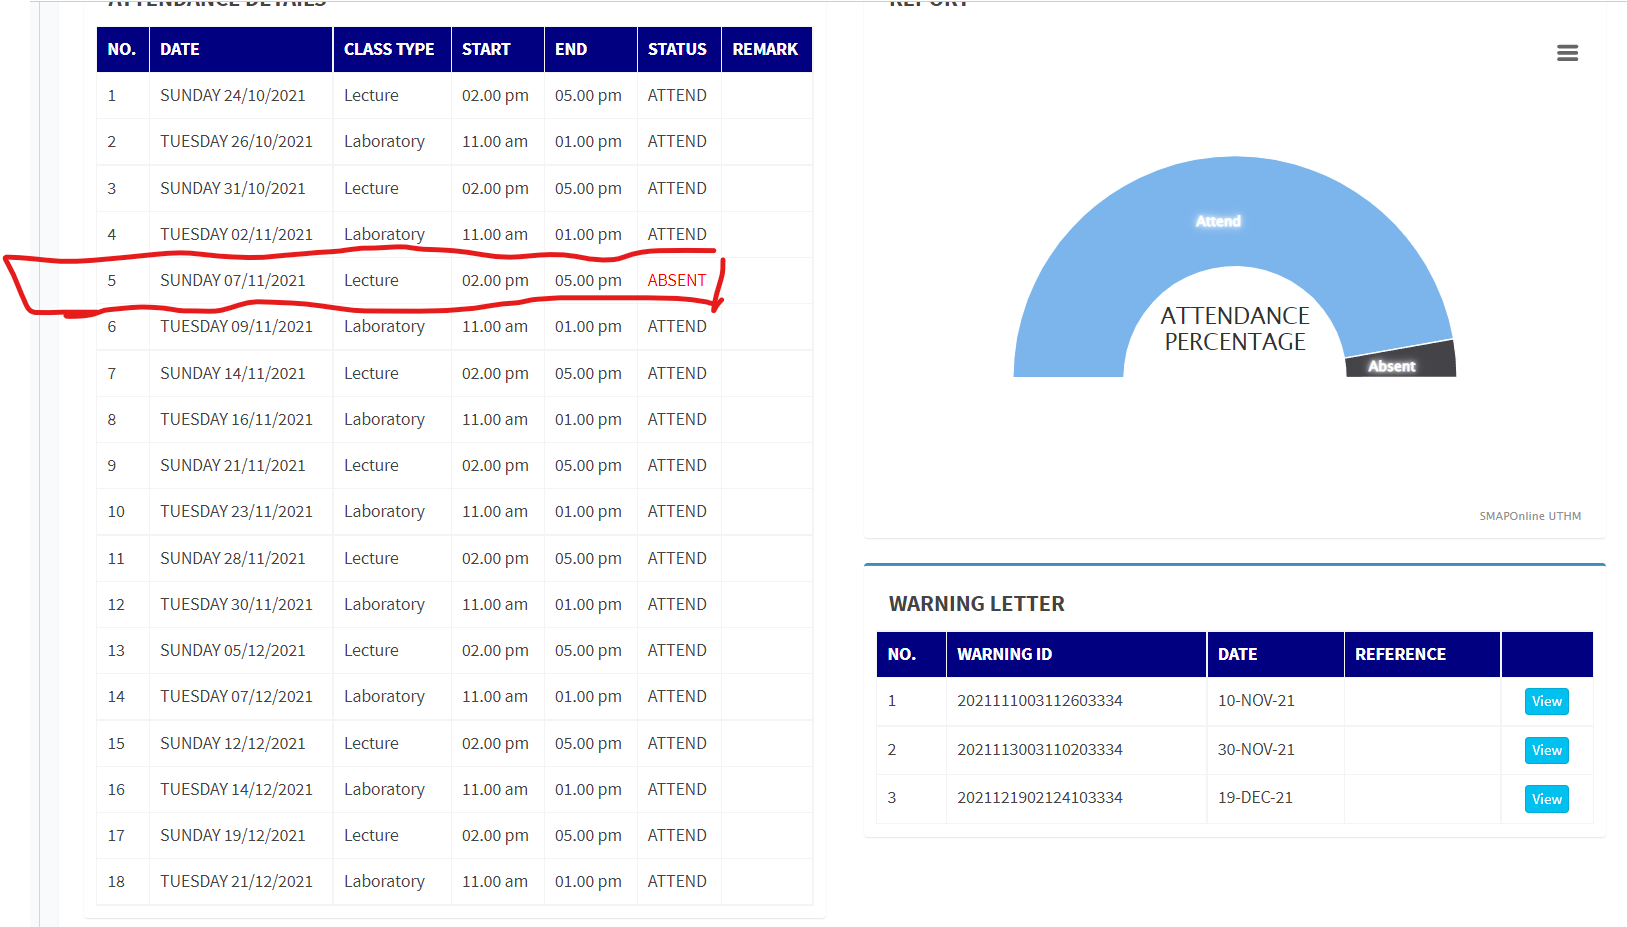 ATTENDANCE DETAILS
NO. DATE CLASS TYPE START END STATUS REMARK
1 SUNDAY 24/10/2021 Lecture 02.00 pm 05.00 pm ATTEND
2 TUESDAY 26/10/2021 Laboratory 11.00 am 01.00 pm ATTEND
3 SUNDAY 31/10/2021 Lecture 02.00 pm 05.00 pm ATTEND
4 TUESDAY 02/11/2021 Laboratory 11.00 am 01.00 pm ATTEND
5 SUNDAY 07/11/2021 Lecture 02.00 pm 05.00 pm ABSENT
6 TUESDAY 09/11/2021 Laboratory 11.00 am 01.00 pm ATTEND
7 SUNDAY 14/11/2021 Lecture 02.00 pm 05.00 pm ATTEND
8 TUESDAY 16/11/2021 Laboratory 11.00 am 01.00 pm ATTEND
9 SUNDAY 21/11/2021 Lecture 02.00 pm 05.00 pm ATTEND
10 TUESDAY 23/11/2021 Laboratory 11.00 am 01.00 pm ATTEND
11 SUNDAY 28/11/2021 Lecture 02.00 pm 05.00 pm ATTEND
12 TUESDAY 30/11/2021 Laboratory 11.00 am 01.00 pm ATTEND
13 SUNDAY 05/12/2021 Lecture 02.00 pm 05.00 pm ATTEND
14 TUESDAY 07/12/2021 Laboratory 11.00 am 01.00 pm ATTEND
15 SUNDAY 12/12/2021 Lecture 02.00 pm 05.00 pm ATTEND
16 TUESDAY 14/12/2021 Laboratory 11.00 am 01.00 pm ATTEND
17 SUNDAY 19/12/2021 Lecture 02.00 pm 05.00 pm ATTEND
18 TUESDAY 21/12/2021 Laboratory 11.00 am 01.00 pm ATTEND
REPORT
Attend
ATTENDANCE
PERCENTAGE
Absent
SMAPOnline UTHM
WARNING LETTER
NO. WARNING ID DATE REFERENCE
1 2021111003112603334 10-NOV-21 View
2 2021113003110203334 30-NOV-21 View
3 2021121902124103334 19-DEC-21 View